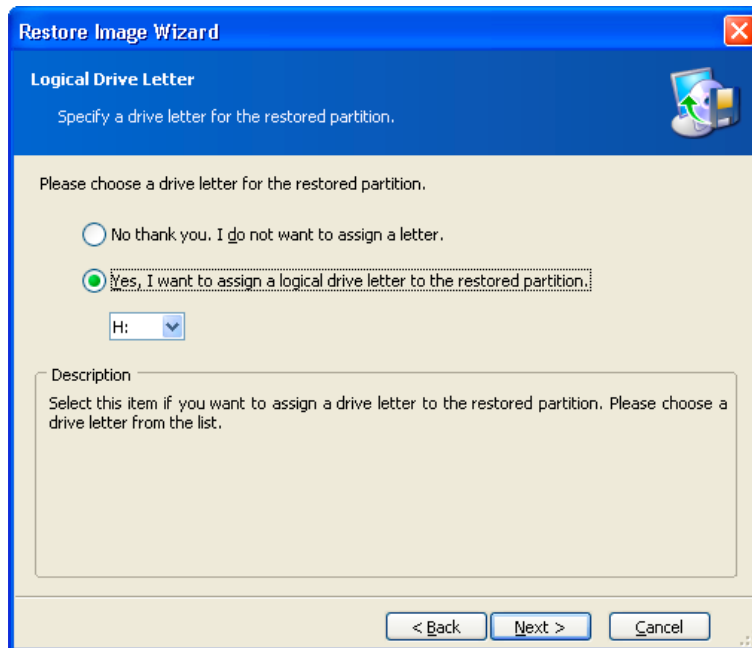 Restore Image Wizard
Logical Drive Letter
Specify a drive letter for the restored partition.
Please choose a drive letter for the restored partition.
No thank you. I do not want to assign a letter.
Yes, I want to assign a logical drive letter to the restored partition.
H:
Description
Select this item if you want to assign a drive letter to the restored partition. Please choose a
drive letter from the list.
< Back Next > Cancel